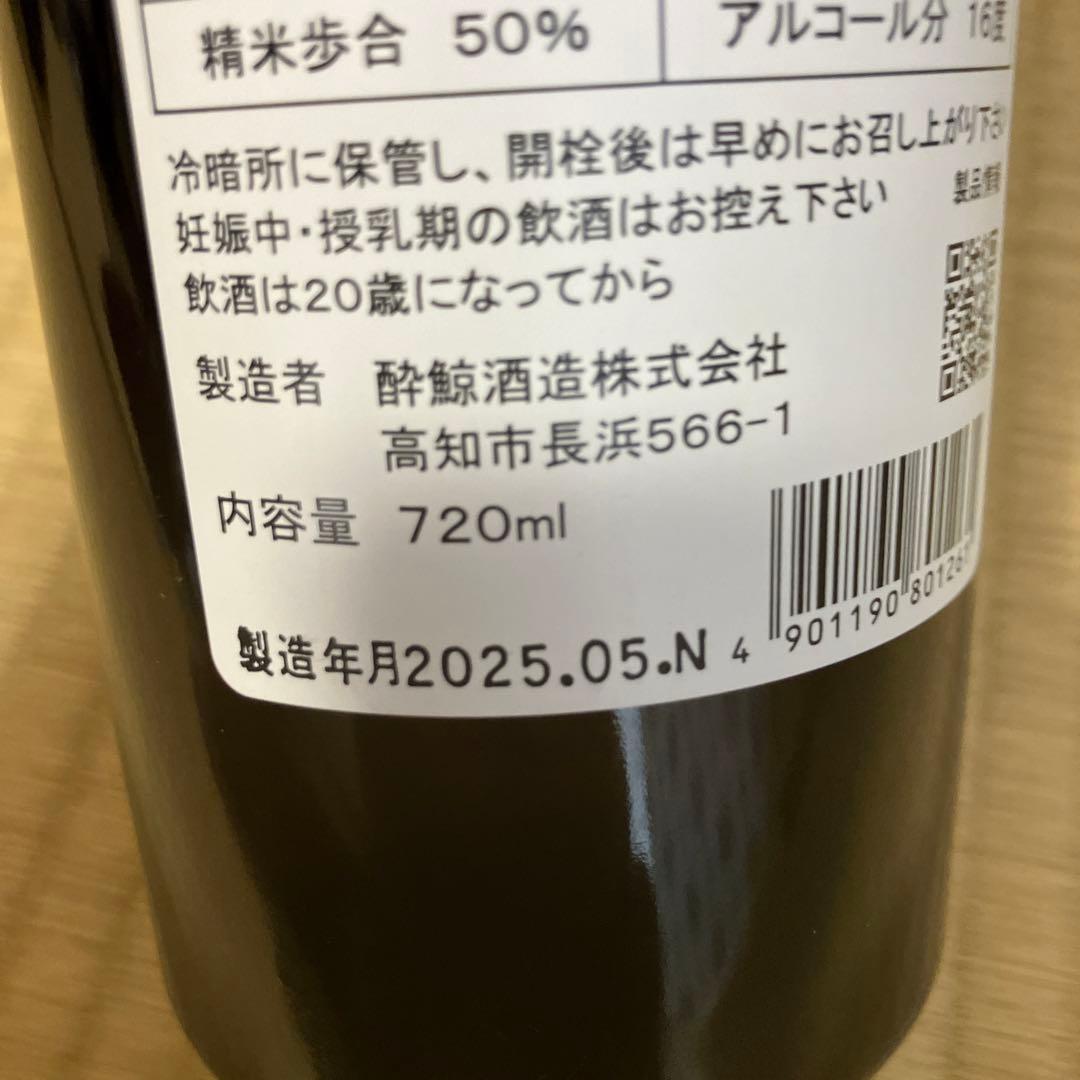 精米歩合 50%
アルコール分 16度
冷暗所に保管し、開栓後は早めにお召し上がり下さい
妊娠中・授乳期の飲酒はお控え下さい
製品情報
飲酒は20歳になってから
製造者 酔鯨酒造株式会社
高知市長浜566-1
内容量 720ml
製造年月2025.05.N
4 901190 80126